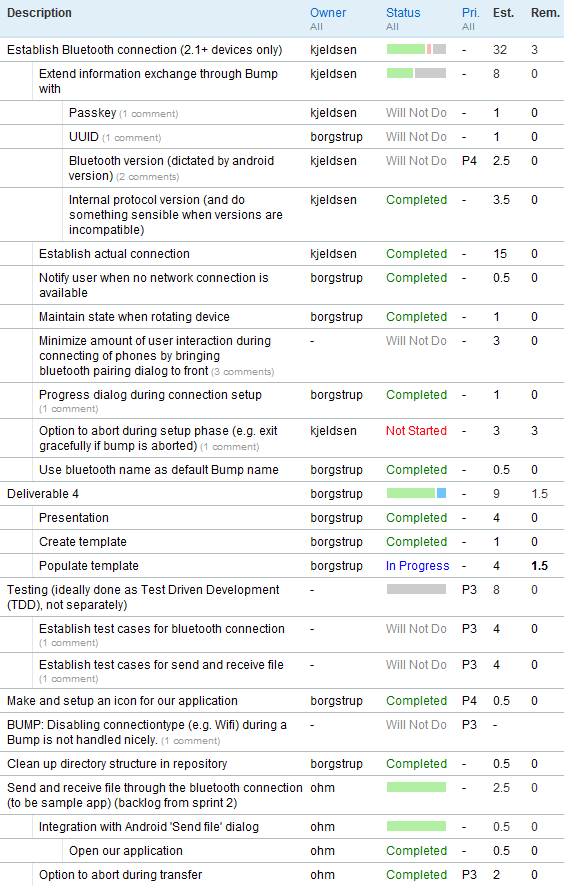 Description Owner Status Pri. Est. Rem.
All All All
Establish Bluetooth connection (2.1+ devices only) kjeldsen - 32 3
Extend information exchange through Bump kjeldsen - 8 0
with
Passkey (1 comment) kjeldsen Will Not Do - 1 0
UUID (1 comment) borgstrup Will Not Do - 1 0
Bluetooth version (dictated by android kjeldsen Will Not Do P4 2.5 0
version) (2 comments)
Internal protocol version (and do kjeldsen Completed - 3.5 0
something sensible when versions are
incompatible)
Establish actual connection kjeldsen Completed - 15 0
Notify user when no network connection is borgstrup Completed - 0.5 0
available
Maintain state when rotating device borgstrup Completed - 1 0
Minimize amount of user interaction during - Will Not Do - 3 0
connecting of phones by bringing
bluetooth pairing dialog to front (3 comments)
Progress dialog during connection setup borgstrup Completed - 1 0
(1 comment)
Option to abort during setup phase (e.g. exit kjeldsen Not Started - 3 3
gracefully if bump is aborted) (1 comment)
Use bluetooth name as default Bump name borgstrup Completed - 0.5 0
Deliverable 4 borgstrup - 9 1.5
Presentation borgstrup Completed - 4 0
Create template borgstrup Completed - 1 0
Populate template borgstrup In Progress - 4 1.5
Testing (ideally done as Test Driven Development - P3 8 0
(TDD), not separately)
Establish test cases for bluetooth connection - Will Not Do P3 4 0
(1 comment)
Establish test cases for send and receive file - Will Not Do P3 4 0
(1 comment)
Make and setup an icon for our application borgstrup Completed P4 0.5 0
BUMP: Disabling connectiontype (e.g. Wifi) during a - Will Not Do P3 -
Bump is not handled nicely. (1 comment)
Clean up directory structure in repository borgstrup Completed - 0.5 0
Send and receive file through the bluetooth connection ohm - 2.5 0
(to be sample app) (backlog from sprint 2)
Integration with Android 'Send file' dialog ohm - 0.5 0
Open our application ohm Completed - 0.5 0
Option to abort during transfer ohm Completed P3 2 0